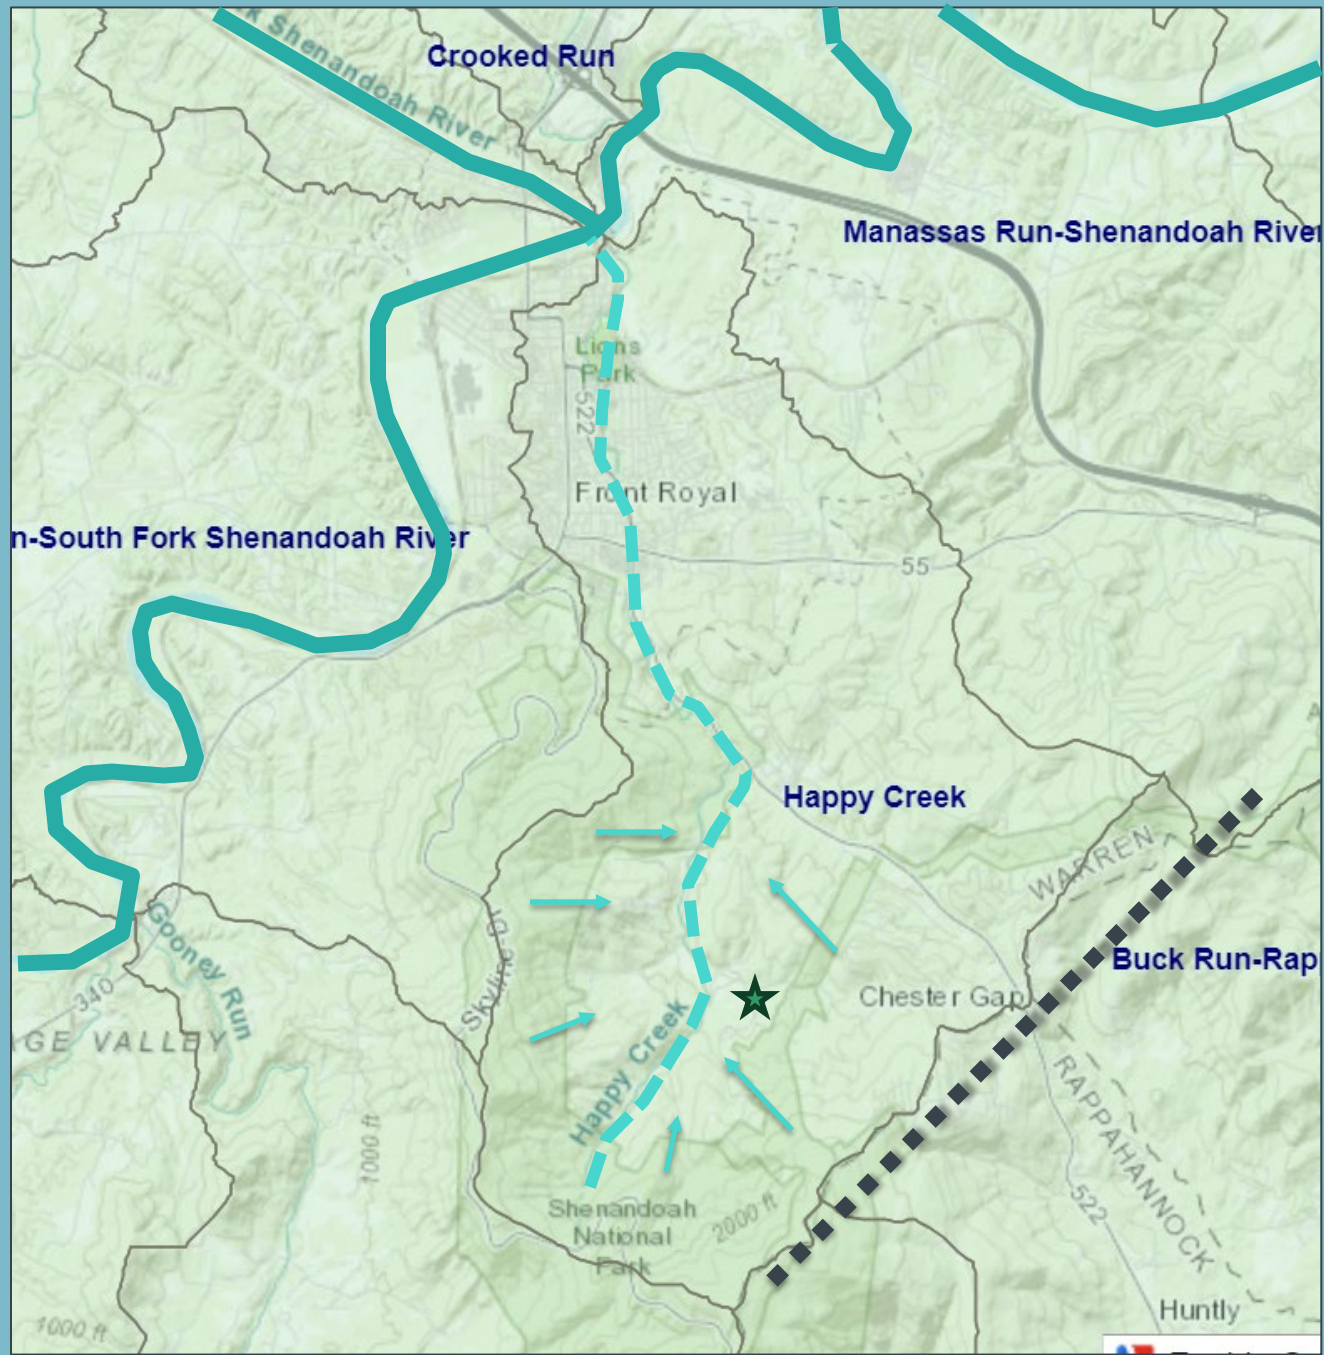 Shenandoah River
Crooked Run
Manassas Run-Shenandoah River
Lions
Park
522
Front Royal
n-South Fork Shenandoah River
55
Happy Creek
WARREN
Buck Run-Rap
Gooney Run
Skyline
340
Chester Gap
GE VALLEY
Happy Creek
RAPPAHANNOCK
1000 ft
522
Shenandoah
National
Park
2000 ft
Huntly
1000 ft